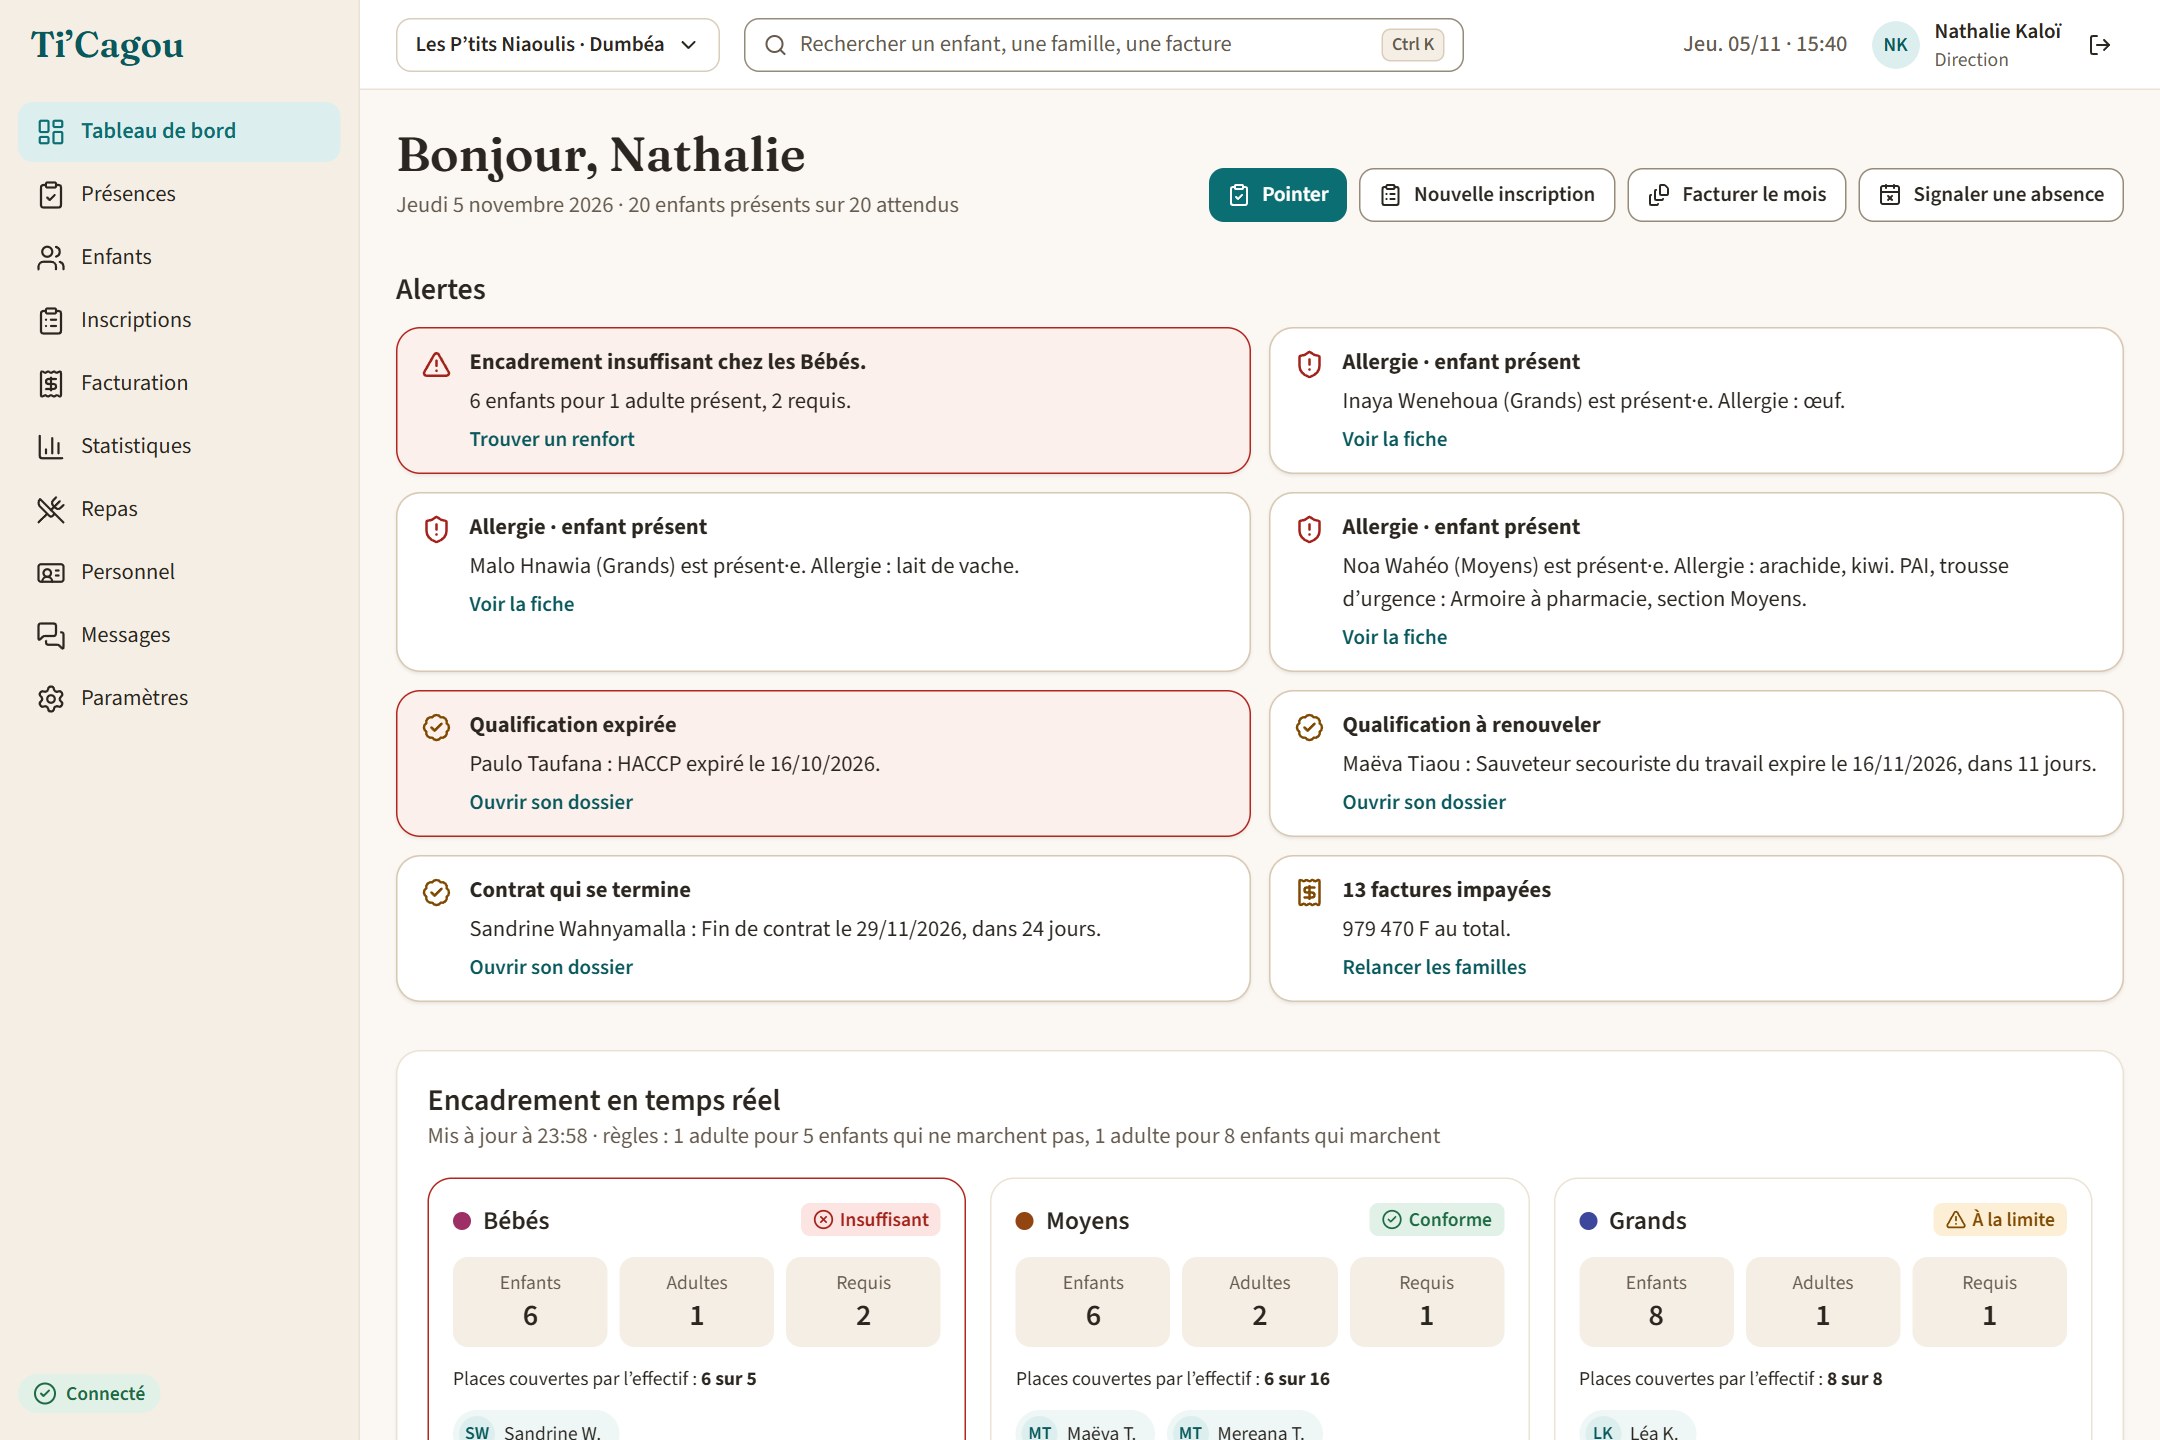 Ti’Cagou
Les P’tits Niaoulis · Dumbéa
Rechercher un enfant, une famille, une facture
Ctrl K
Jeu. 05/11 · 15:40
NK
Nathalie Kaloï
Direction
Tableau de bord
Présences
Enfants
Inscriptions
Facturation
Statistiques
Repas
Personnel
Messages
Paramètres
Connecté
Bonjour, Nathalie
Jeudi 5 novembre 2026 · 20 enfants présents sur 20 attendus
Pointer
Nouvelle inscription
Facturer le mois
Signaler une absence
Alertes
Encadrement insuffisant chez les Bébés.
6 enfants pour 1 adulte présent, 2 requis.
Trouver un renfort
Allergie · enfant présent
Inaya Wenehoua (Grands) est présent·e. Allergie : œuf.
Voir la fiche
Allergie · enfant présent
Malo Hnawia (Grands) est présent·e. Allergie : lait de vache.
Voir la fiche
Allergie · enfant présent
Noa Wahéo (Moyens) est présent·e. Allergie : arachide, kiwi. PAI, trousse
d’urgence : Armoire à pharmacie, section Moyens.
Voir la fiche
Qualification expirée
Paulo Taufana : HACCP expiré le 16/10/2026.
Ouvrir son dossier
Qualification à renouveler
Maëva Tiaou : Sauveteur secouriste du travail expire le 16/11/2026, dans 11 jours.
Ouvrir son dossier
Contrat qui se termine
Sandrine Wahnyamalla : Fin de contrat le 29/11/2026, dans 24 jours.
Ouvrir son dossier
13 factures impayées
979 470 F au total.
Relancer les familles
Encadrement en temps réel
Mis à jour à 23:58 · règles : 1 adulte pour 5 enfants qui ne marchent pas, 1 adulte pour 8 enfants qui marchent
Bébés
Insuffisant
Enfants
6
Adultes
1
Requis
2
Places couvertes par l’effectif : 6 sur 5
SW Sandrine W.
Moyens
Conforme
Enfants
6
Adultes
2
Requis
1
Places couvertes par l’effectif : 6 sur 16
MT Maëva T.
MT Mereana T.
Grands
À la limite
Enfants
8
Adultes
1
Requis
1
Places couvertes par l’effectif : 8 sur 8
LK Léa K.